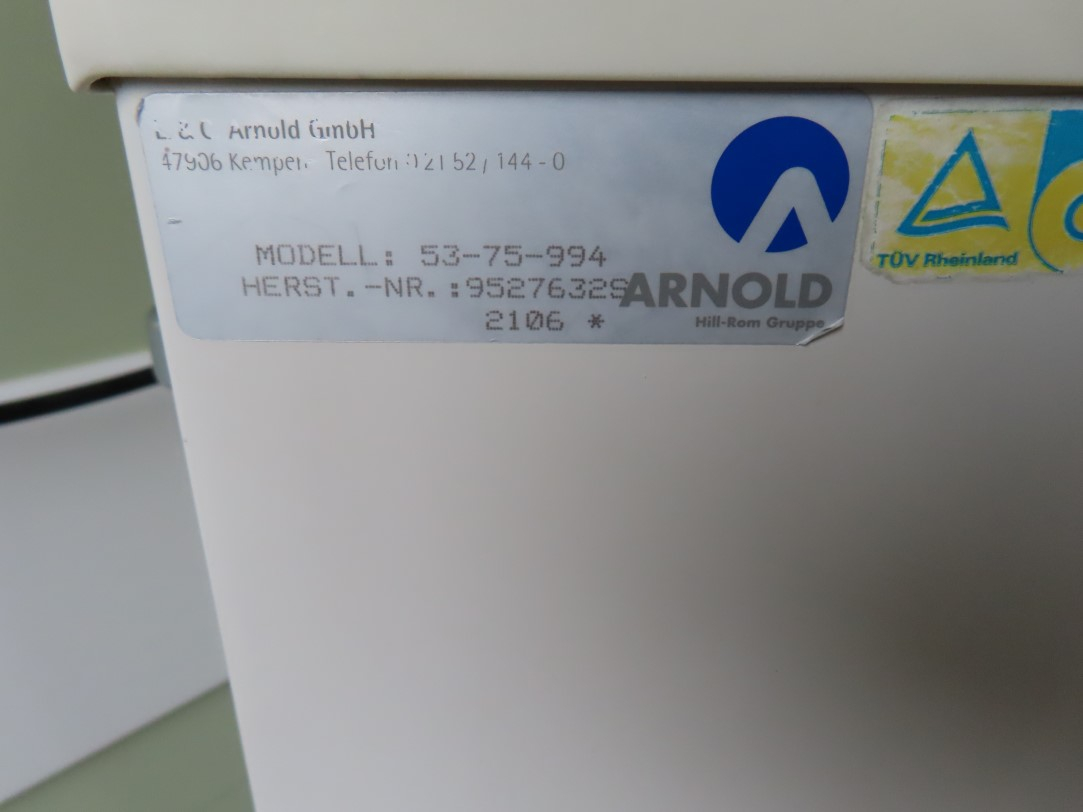 & C Arnold GmbH
47906 Kempen Telefon 02152 / 144 - 0
MODELL: 53-75-994
HERST.-NR.:9527632S
2106 *
ARNOLD
Hill-Rom Gruppe
TÜV Rheinland